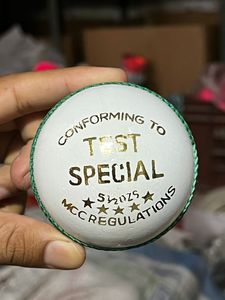 CONFORMING TO
TEST
SPECIAL
5½OZS
MCC REGULATIONS